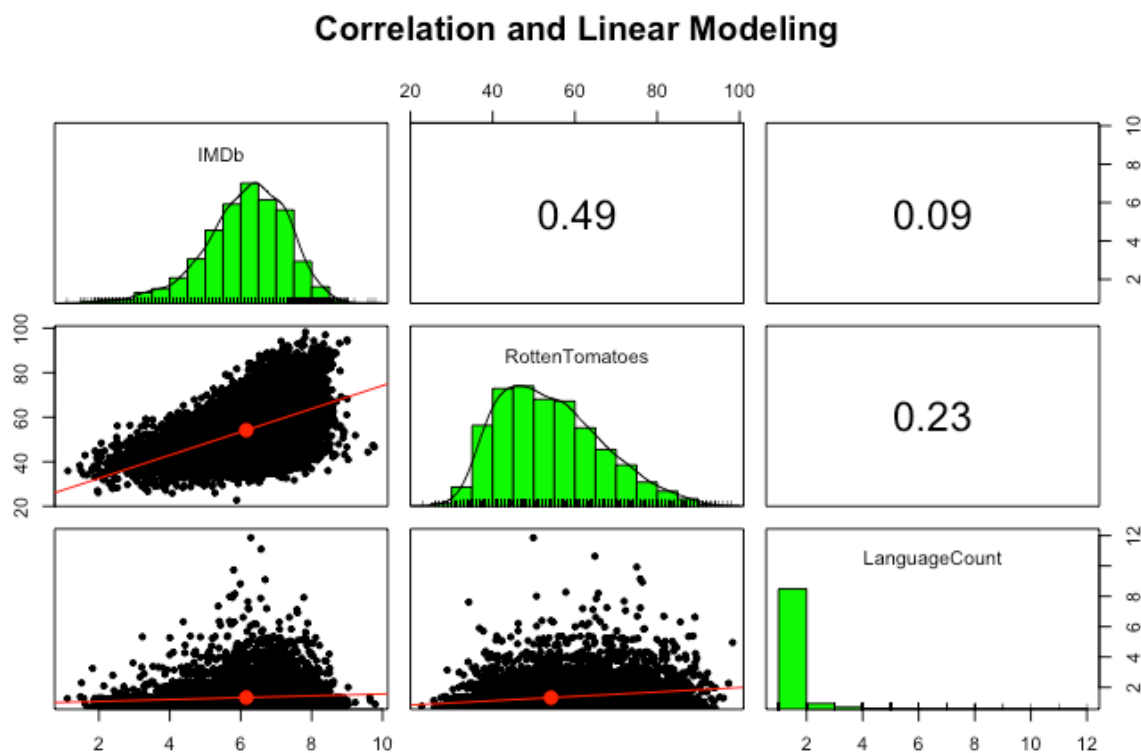 Correlation and Linear Modeling
20 40 60 80 100
IMDb
0.49
0.09
2 4 6 8 10
20 40 60 80 100
RottenTomatoes
0.23
LanguageCount
2 4 6 8 10 12
2 4 6 8 10
2 4 6 8 10 12